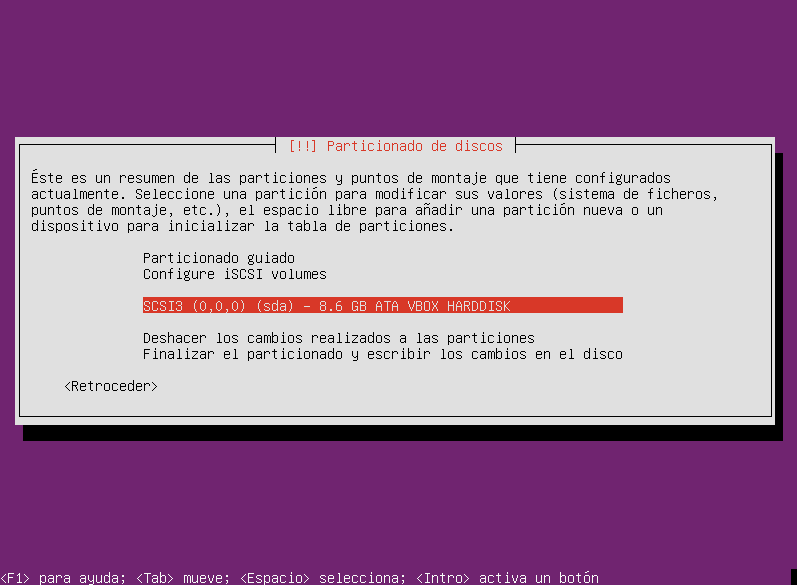 [!!] Particionado de discos
Éste es un resumen de las particiones y puntos de montaje que tiene configurados
actualmente. Seleccione una partición para modificar sus valores (sistema de ficheros,
puntos de montaje, etc.), el espacio libre para añadir una partición nueva o un
dispositivo para inicializar la tabla de particiones.
Particionado guiado
Configure iSCSI volumes
SCSI3 (0,0,0) (sda) - 8.6 GB ATA VBOX HARDDISK
Deshacer los cambios realizados a las particiones
Finalizar el particionado y escribir los cambios en el disco
<Retroceder>
<F1> para ayuda; <Tab> mueve; <Espacio> selecciona; <Intro> activa un botón